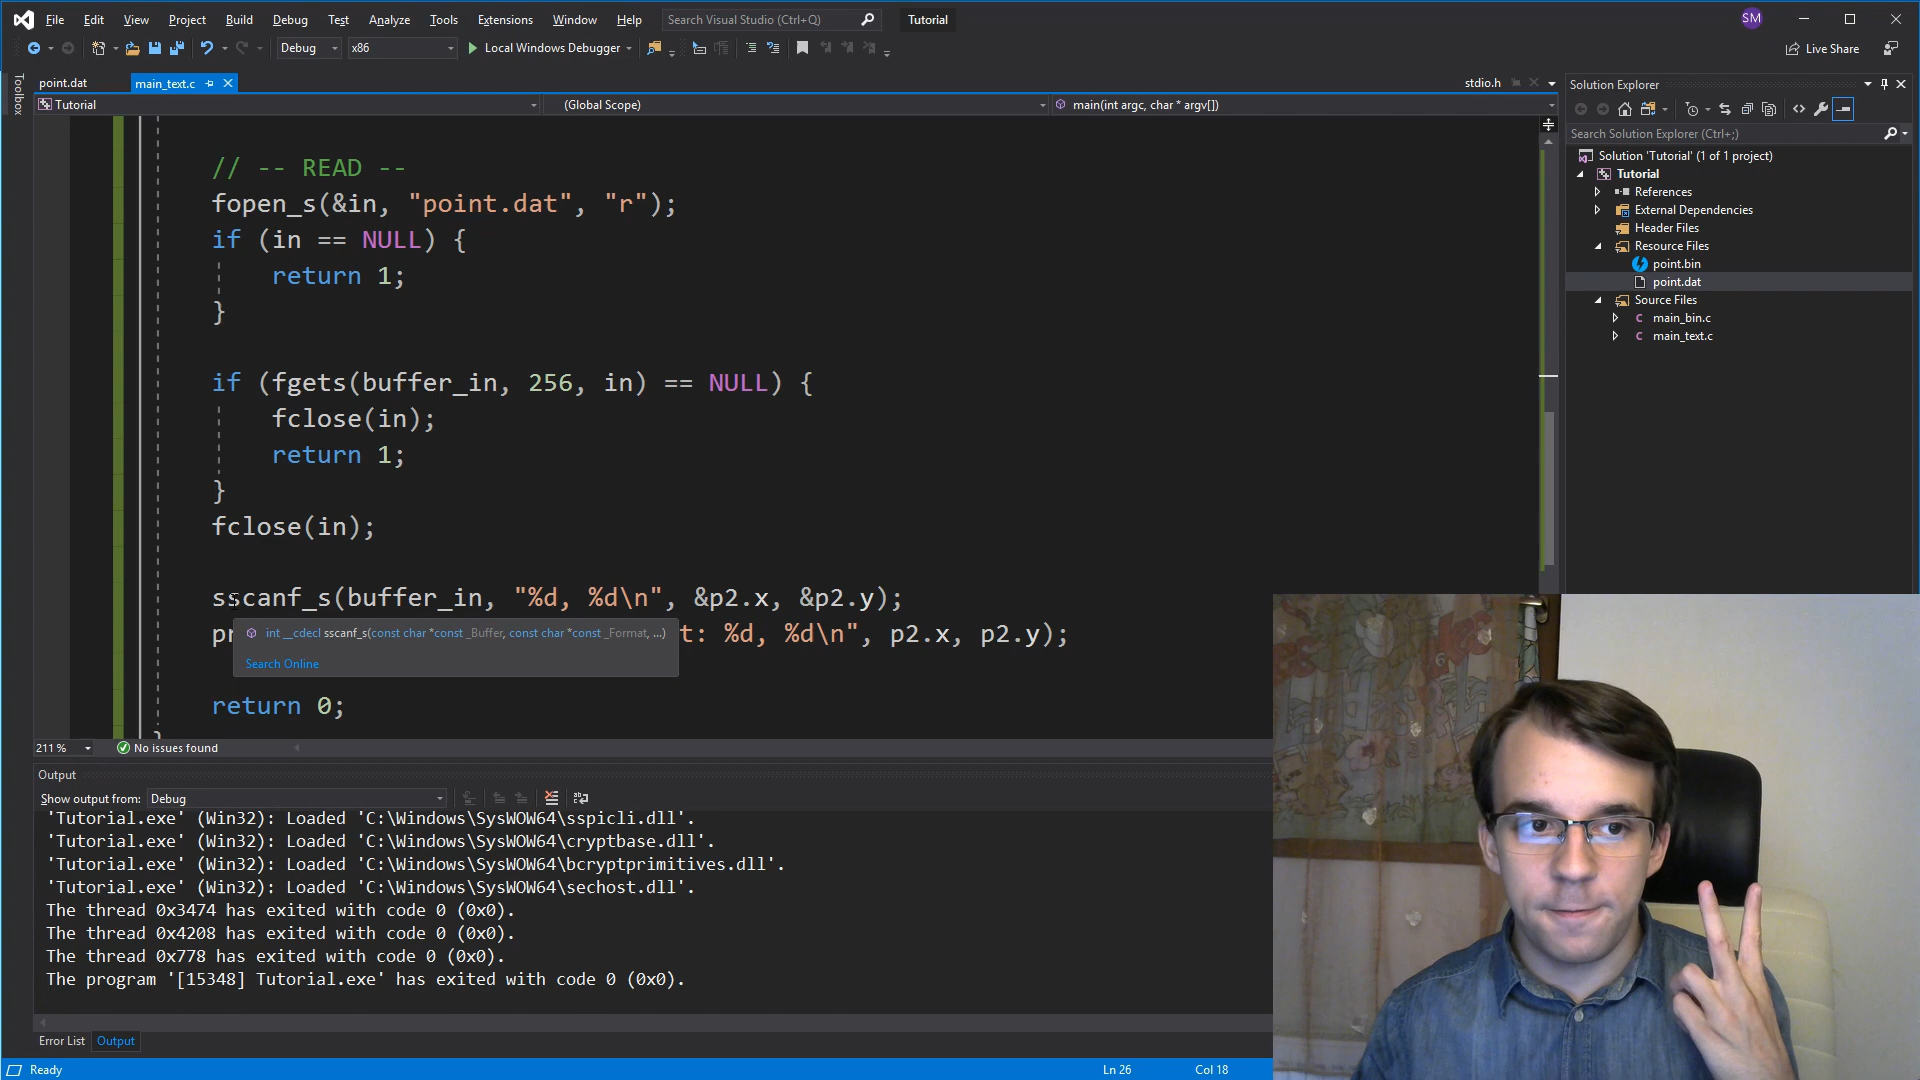 File Edit View Project Build Debug Test Analyze Tools Extensions Window Help Search Visual Studio (Ctrl+Q) Tutorial SM
Debug x86 Local Windows Debugger Live Share
Toolbox
point.dat main_text.c stdio.h
Tutorial (Global Scope) main(int argc, char * argv[])
// -- READ --
fopen_s(&in, "point.dat", "r");
if (in == NULL) {
return 1;
}
if (fgets(buffer_in, 256, in) == NULL) {
fclose(in);
return 1;
}
fclose(in);
sscanf_s(buffer_in, "%d, %d\n", &p2.x, &p2.y);
pr t: %d, %d\n", p2.x, p2.y);
int __cdecl sscanf_s(const char *const _Buffer, const char *const _Format, ...)
Search Online
return 0;
}
211 % No issues found
Output
Show output from: Debug
'Tutorial.exe' (Win32): Loaded 'C:\Windows\SysWOW64\sspicli.dll'.
'Tutorial.exe' (Win32): Loaded 'C:\Windows\SysWOW64\cryptbase.dll'.
'Tutorial.exe' (Win32): Loaded 'C:\Windows\SysWOW64\bcryptprimitives.dll'.
'Tutorial.exe' (Win32): Loaded 'C:\Windows\SysWOW64\sechost.dll'.
The thread 0x3474 has exited with code 0 (0x0).
The thread 0x4208 has exited with code 0 (0x0).
The thread 0x778 has exited with code 0 (0x0).
The program '[15348] Tutorial.exe' has exited with code 0 (0x0).
Error List Output
Ready Ln 26 Col 18
Solution Explorer
Search Solution Explorer (Ctrl+;)
Solution 'Tutorial' (1 of 1 project)
Tutorial
References
External Dependencies
Header Files
Resource Files
point.bin
point.dat
Source Files
main_bin.c
main_text.c